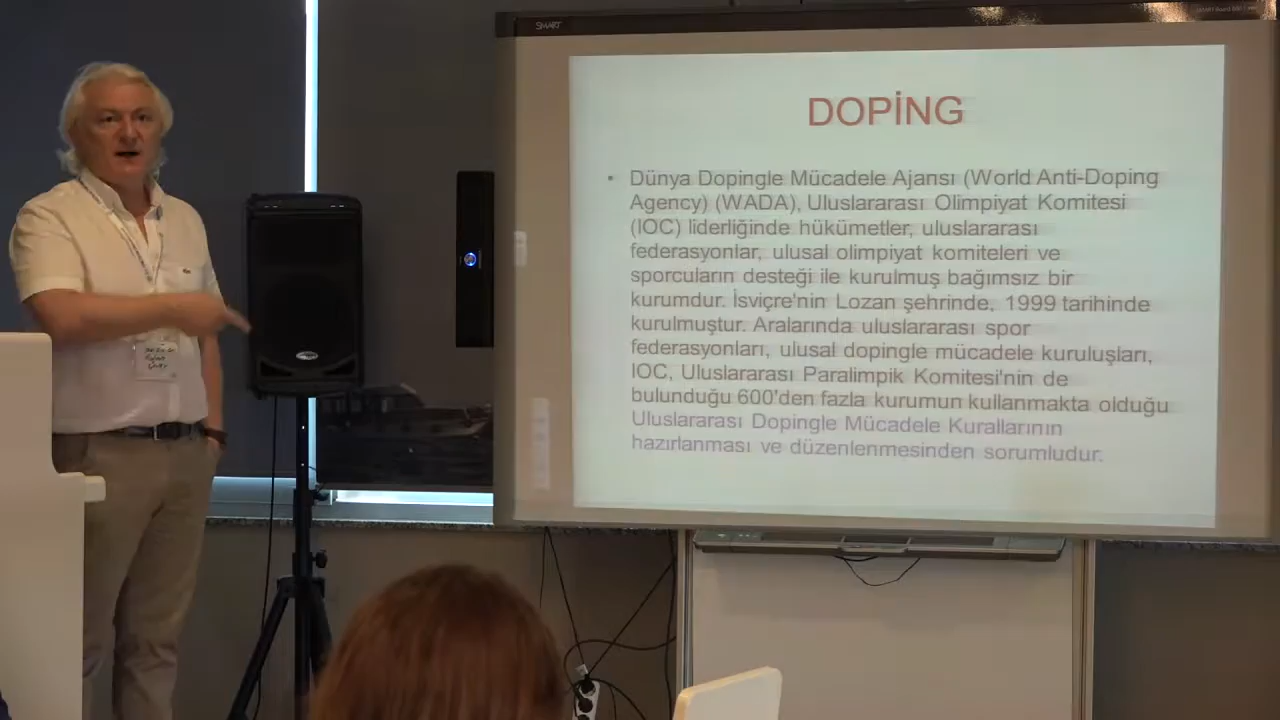 SMART
DOPİNG
• Dünya Dopingle Mücadele Ajansı (World Anti-Doping
Agency) (WADA), Uluslararası Olimpiyat Komitesi
(IOC) liderliğinde hükümetler, uluslararası
federasyonlar, ulusal olimpiyat komiteleri ve
sporcuların desteği ile kurulmuş bağımsız bir
kurumdur. İsviçre'nin Lozan şehrinde, 1999 tarihinde
kurulmuştur. Aralarında uluslararası spor
federasyonları, ulusal dopingle mücadele kuruluşları,
IOC, Uluslararası Paralimpik Komitesi'nin de
bulunduğu 600'den fazla kurumun kullanmakta olduğu
Uluslararası Dopingle Mücadele Kurallarının
hazırlanması ve düzenlenmesinden sorumludur.